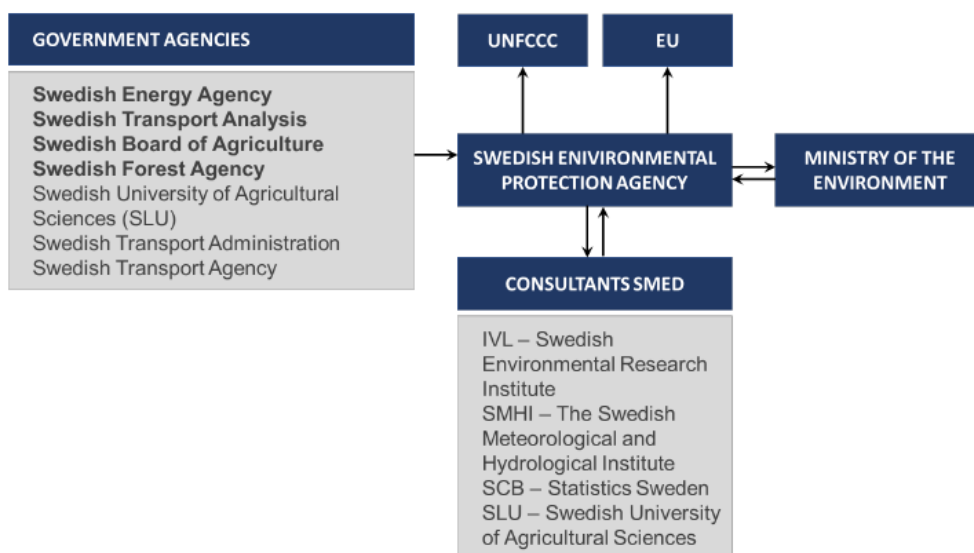 GOVERNMENT AGENCIES
Swedish Energy Agency
Swedish Transport Analysis
Swedish Board of Agriculture
Swedish Forest Agency
Swedish University of Agricultural
Sciences (SLU)
Swedish Transport Administration
Swedish Transport Agency
UNFCCC
EU
SWEDISH ENIVIRONMENTAL
PROTECTION AGENCY
MINISTRY OF THE
ENVIRONMENT
CONSULTANTS SMED
IVL – Swedish
Environmental Research
Institute
SMHI – The Swedish
Meteorological and
Hydrological Institute
SCB – Statistics Sweden
SLU – Swedish University
of Agricultural Sciences